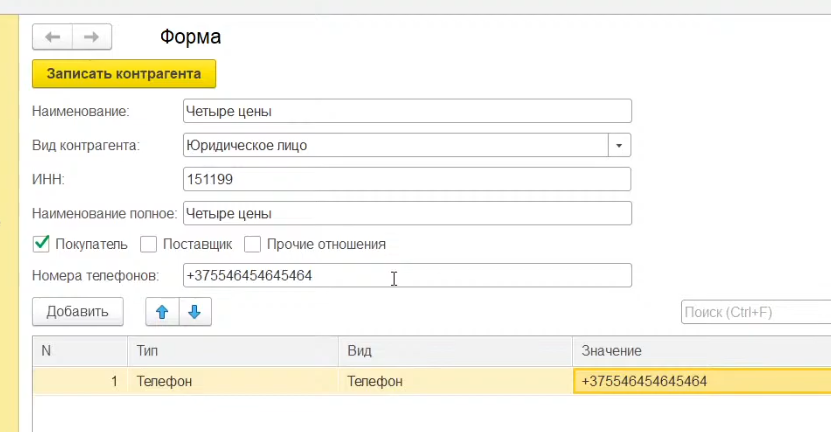 Форма
Записать контрагента
Наименование: Четыре цены
Вид контрагента: Юридическое лицо
ИНН: 151199
Наименование полное: Четыре цены
Покупатель Поставщик Прочие отношения
Номера телефонов: +375546454645464
Добавить Поиск (Ctrl+F)
N Тип Вид Значение
1 Телефон Телефон +375546454645464